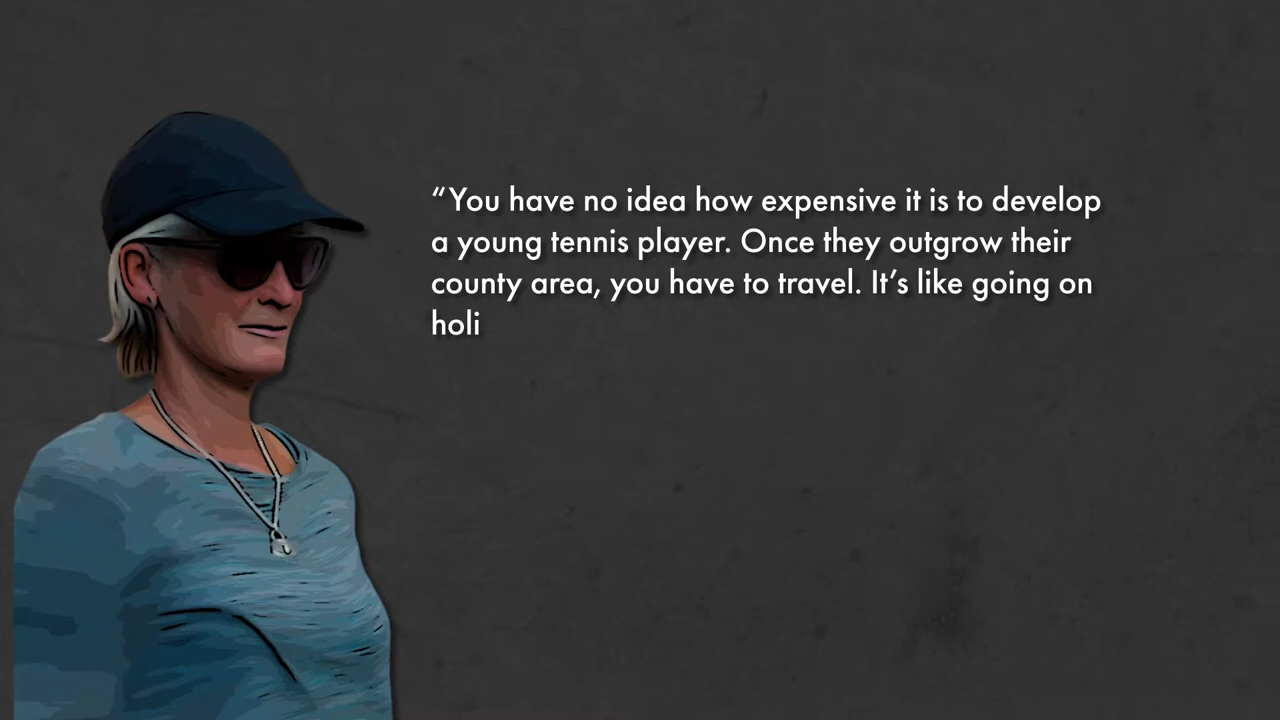 “You have no idea how expensive it is to develop
a young tennis player. Once they outgrow their
county area, you have to travel. It’s like going on
holi